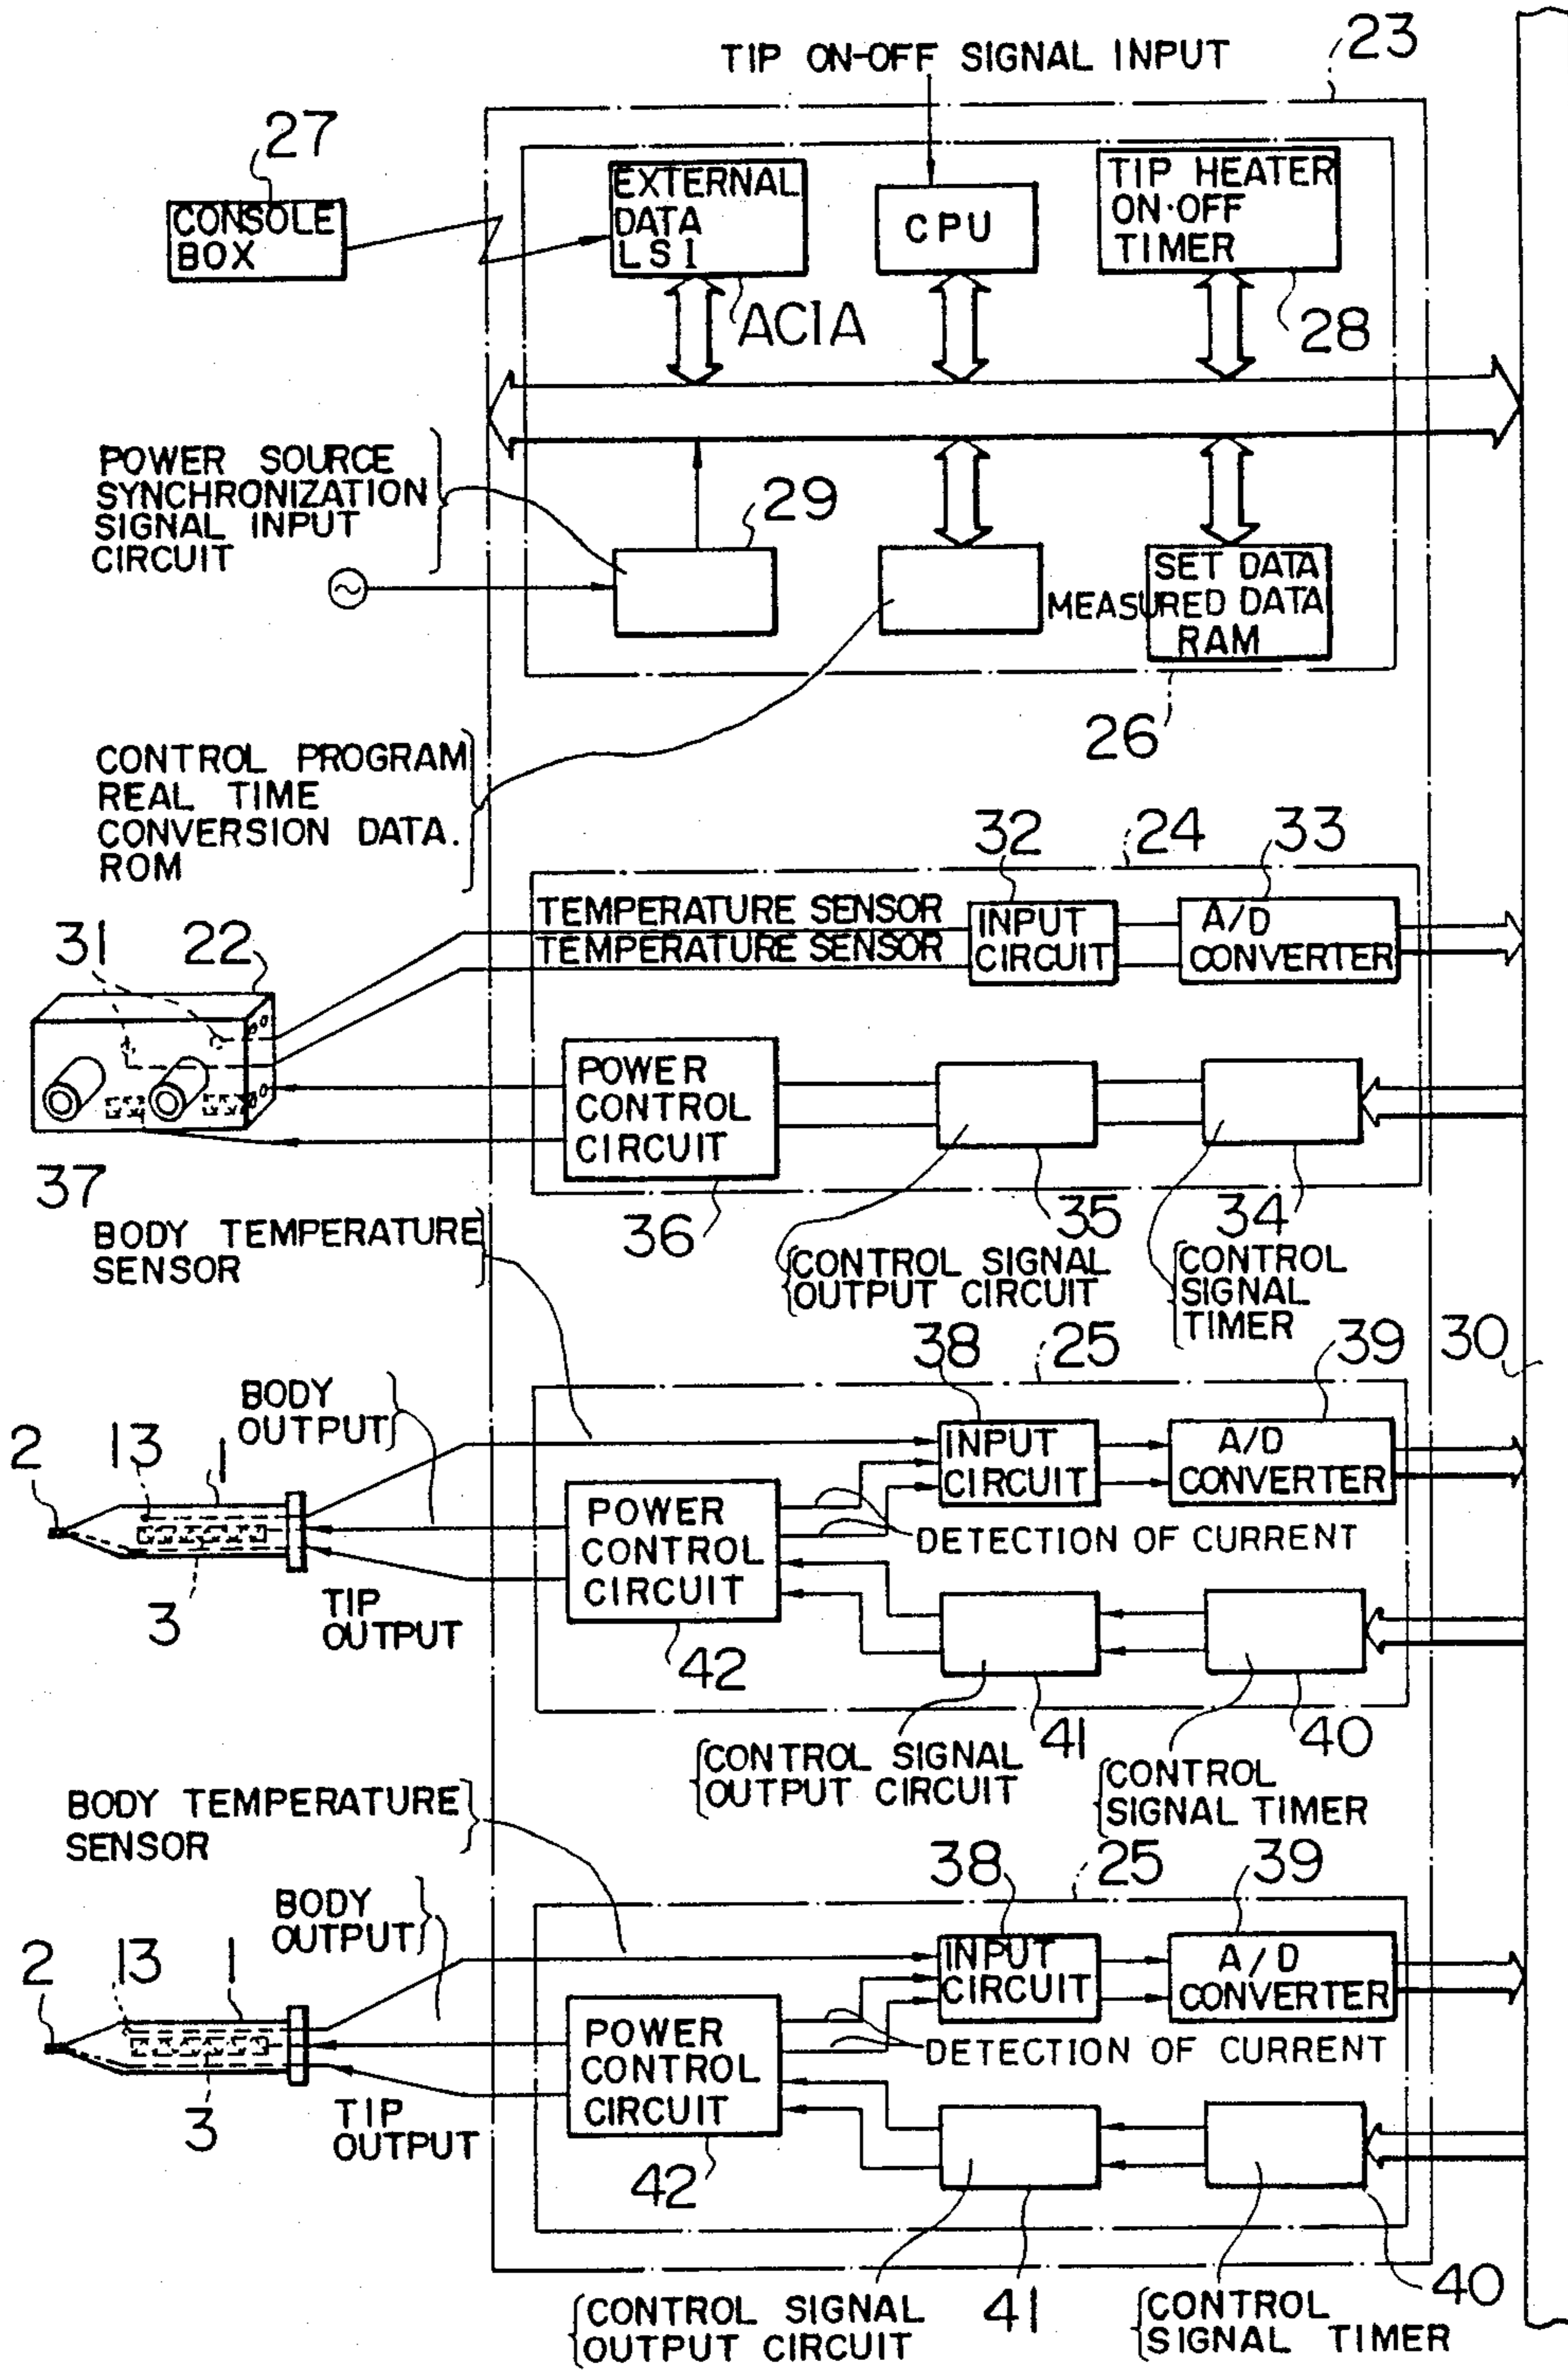 TIP ON-OFF SIGNAL INPUT
23
27
CONSOLE
BOX
EXTERNAL
DATA
LSI
ACIA
CPU
TIP HEATER
ON·OFF
TIMER
28
POWER SOURCE
SYNCHRONIZATION
SIGNAL INPUT
CIRCUIT
29
SET DATA
MEASURED DATA
RAM
26
CONTROL PROGRAM
REAL TIME
CONVERSION DATA.
ROM
32
24
33
TEMPERATURE SENSOR
TEMPERATURE SENSOR
INPUT
CIRCUIT
A/D
CONVERTER
31
22
37
POWER
CONTROL
CIRCUIT
36
35
34
CONTROL SIGNAL
OUTPUT CIRCUIT
CONTROL
SIGNAL
TIMER
BODY TEMPERATURE
SENSOR
30
38
25
39
BODY
OUTPUT
INPUT
CIRCUIT
A/D
CONVERTER
2
13
1
3
TIP
OUTPUT
POWER
CONTROL
CIRCUIT
DETECTION OF CURRENT
42
41
40
CONTROL SIGNAL
OUTPUT CIRCUIT
CONTROL
SIGNAL TIMER
BODY TEMPERATURE
SENSOR
38
25
39
BODY
OUTPUT
INPUT
CIRCUIT
A/D
CONVERTER
2
13
1
3
TIP
OUTPUT
POWER
CONTROL
CIRCUIT
DETECTION OF CURRENT
42
41
40
CONTROL SIGNAL
OUTPUT CIRCUIT
CONTROL
SIGNAL TIMER